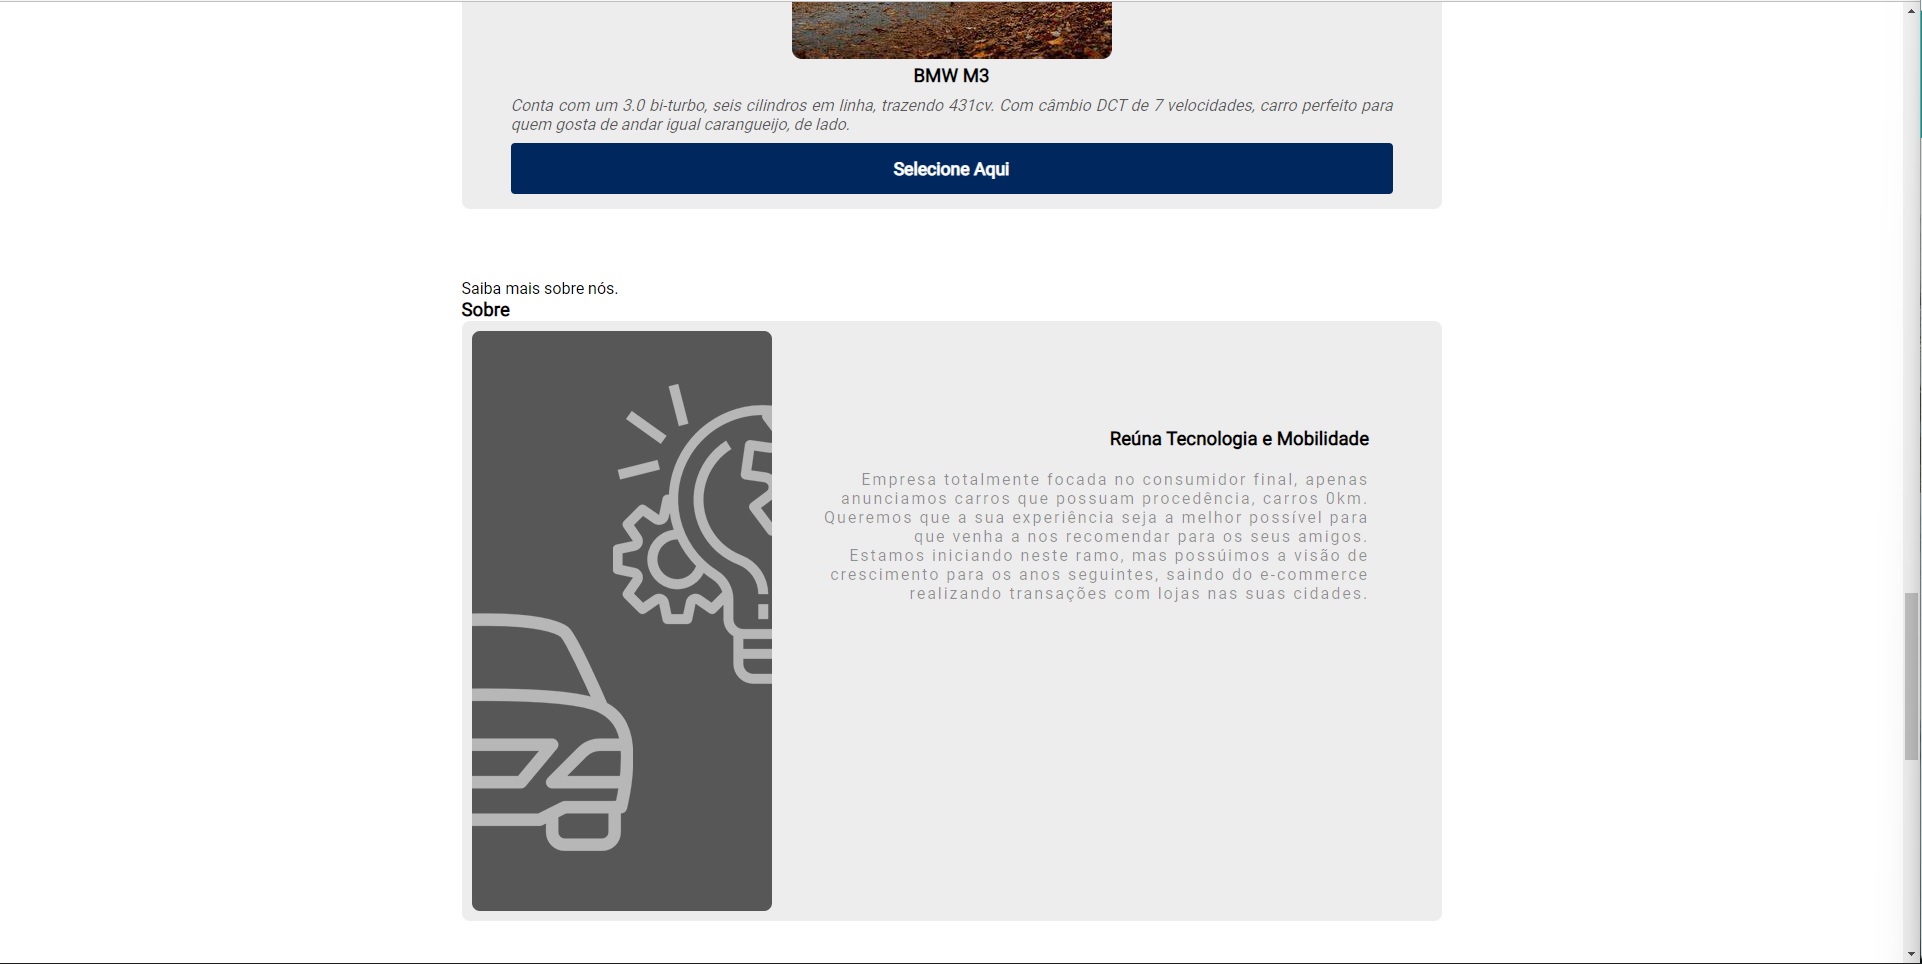 BMW M3
Conta com um 3.0 bi-turbo, seis cilindros em linha, trazendo 431cv. Com câmbio DCT de 7 velocidades, carro perfeito para
quem gosta de andar igual carangueijo, de lado.
Selecione Aqui
Saiba mais sobre nós.
Sobre
Reúna Tecnologia e Mobilidade
Empresa totalmente focada no consumidor final, apenas
anunciamos carros que possuam procedência, carros 0km.
Queremos que a sua experiência seja a melhor possível para
que venha a nos recomendar para os seus amigos.
Estamos iniciando neste ramo, mas possúimos a visão de
crescimento para os anos seguintes, saindo do e-commerce
realizando transações com lojas nas suas cidades.